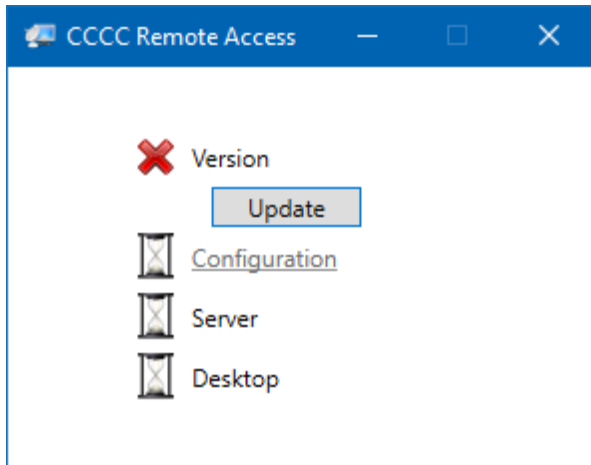 CCCC Remote Access
Version
Update
Configuration
Server
Desktop